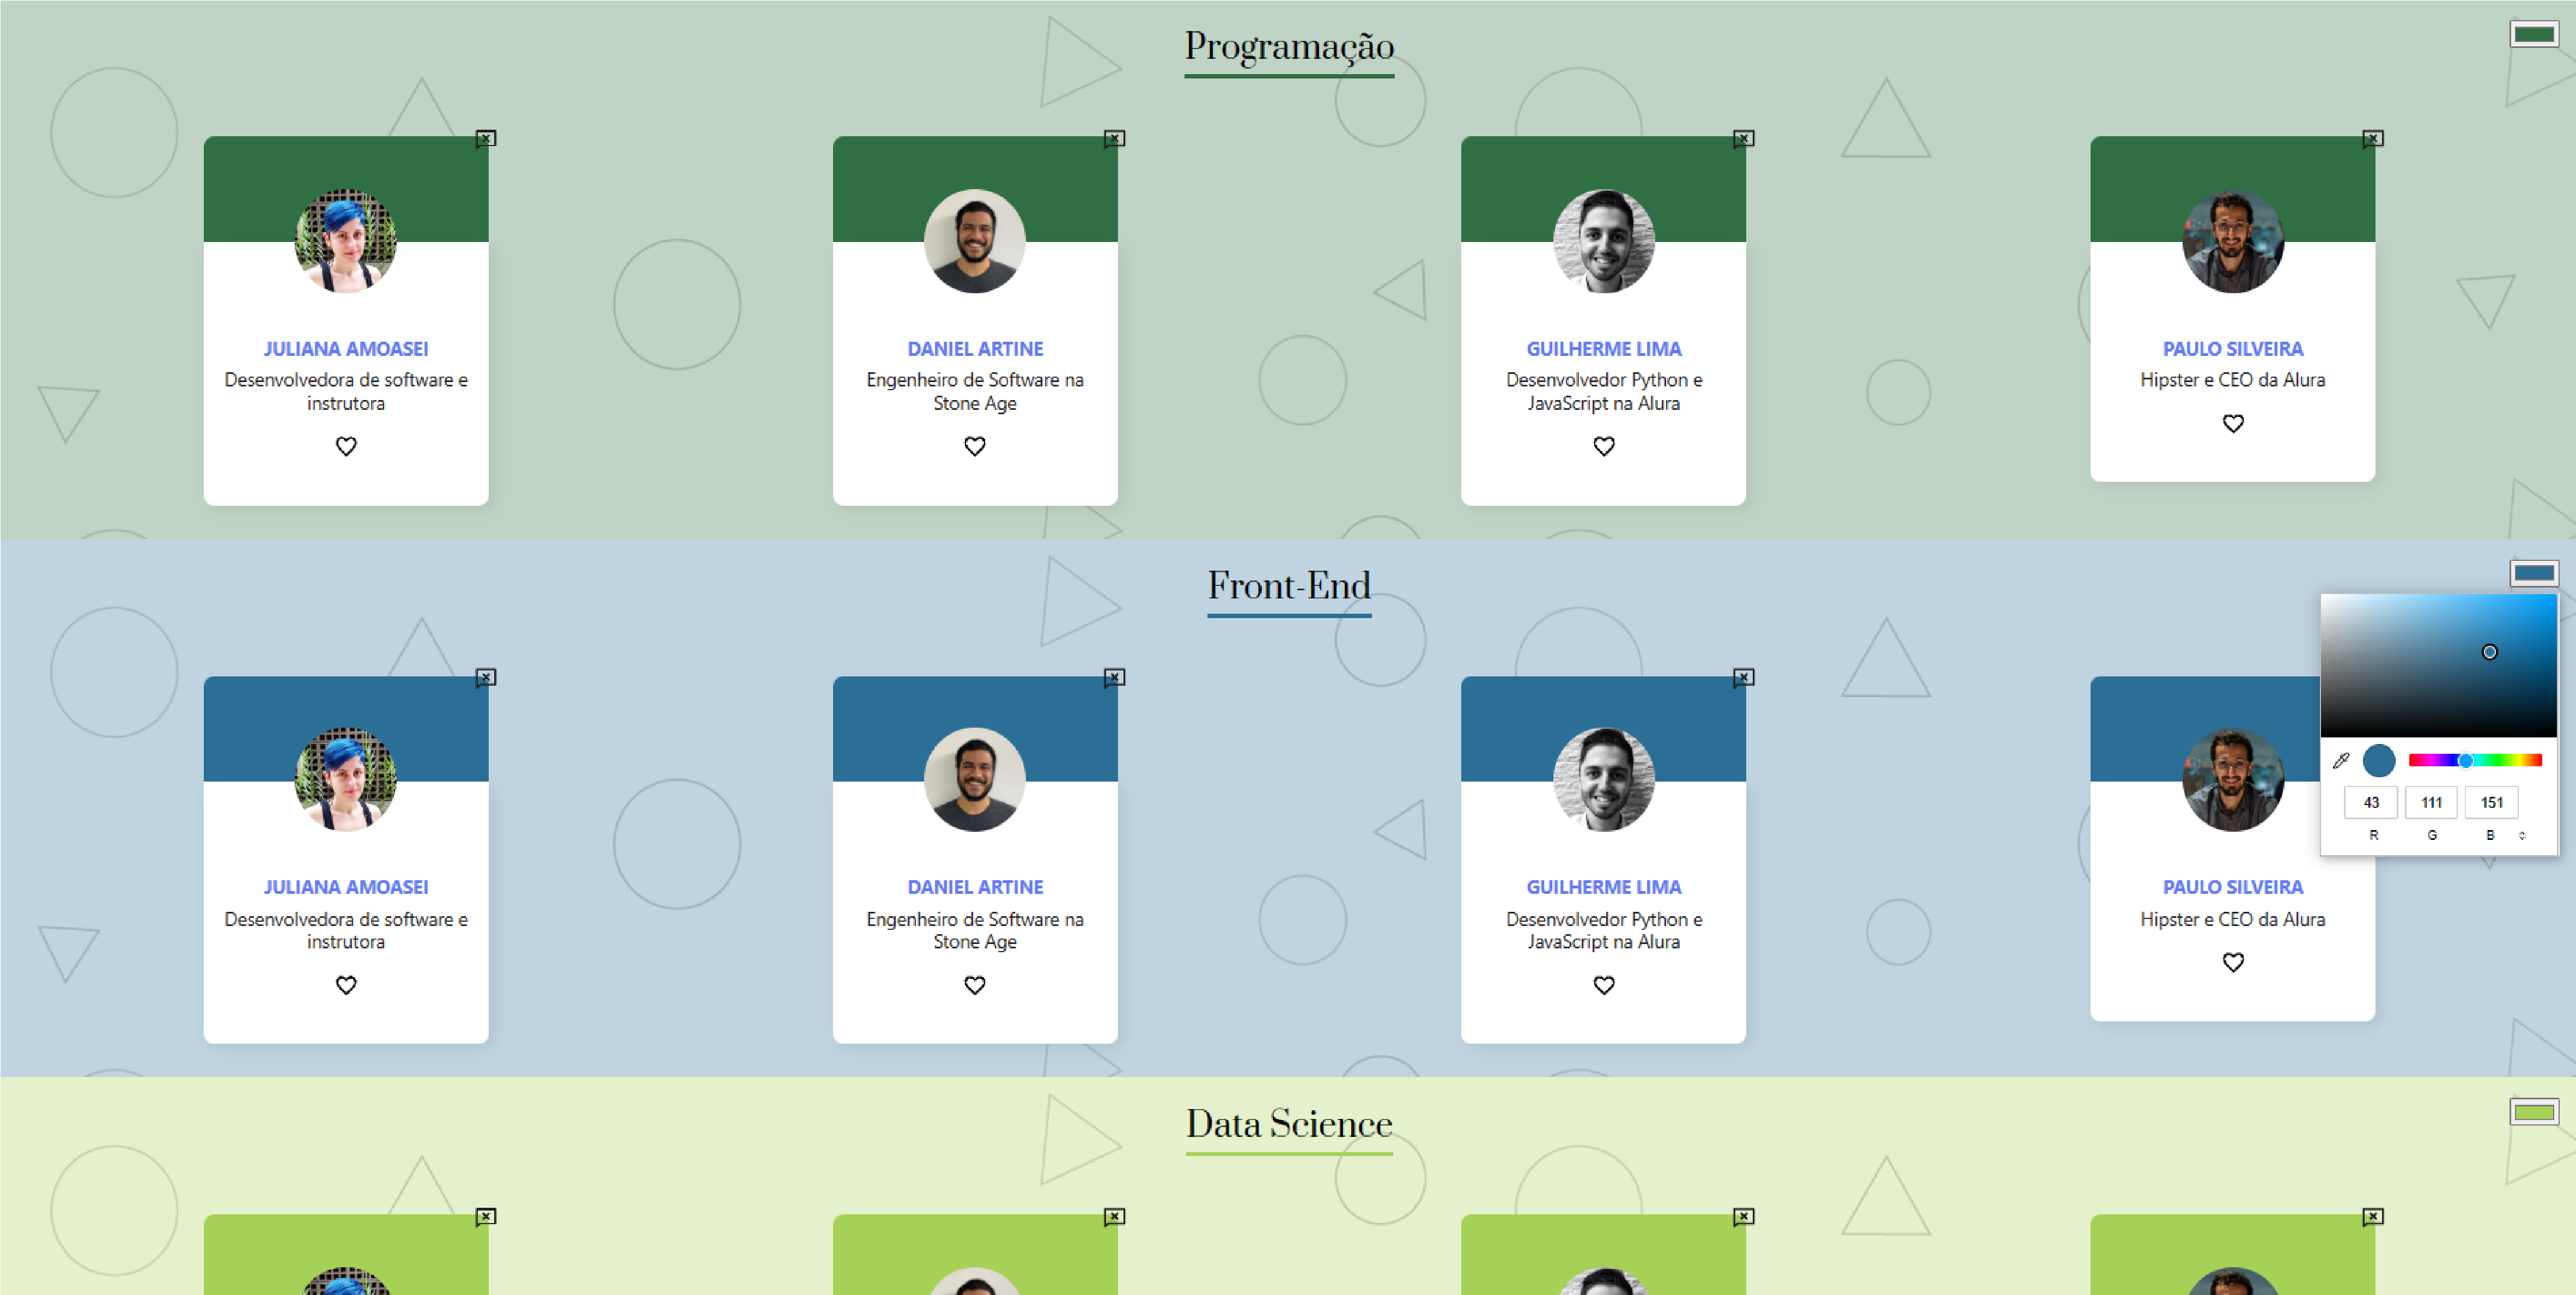 Programação
JULIANA AMOASEI
Desenvolvedora de software e
instrutora
DANIEL ARTINE
Engenheiro de Software na
Stone Age
GUILHERME LIMA
Desenvolvedor Python e
JavaScript na Alura
PAULO SILVEIRA
Hipster e CEO da Alura
Front-End
JULIANA AMOASEI
Desenvolvedora de software e
instrutora
DANIEL ARTINE
Engenheiro de Software na
Stone Age
GUILHERME LIMA
Desenvolvedor Python e
JavaScript na Alura
PAULO SILVEIRA
Hipster e CEO da Alura
43 111 151
R G B
Data Science